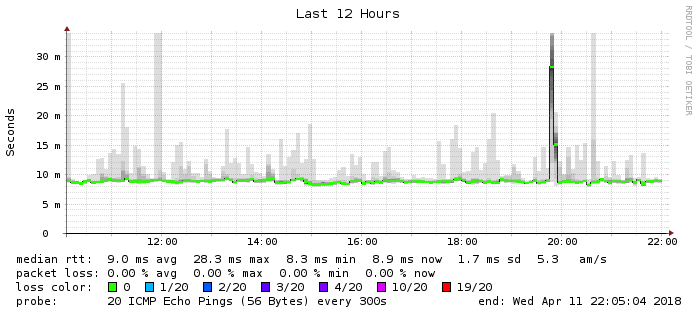 Last 12 Hours
RRDTOOL / TOBI OETIKER
Seconds
30 m
25 m
20 m
15 m
10 m
5 m
0
12:00 14:00 16:00 18:00 20:00 22:00
median rtt: 9.0 ms avg 28.3 ms max 8.3 ms min 8.9 ms now 1.7 ms sd 5.3 am/s
packet loss: 0.00 % avg 0.00 % max 0.00 % min 0.00 % now
loss color: 0 1/20 2/20 3/20 4/20 10/20 19/20
probe: 20 ICMP Echo Pings (56 Bytes) every 300s end: Wed Apr 11 22:05:04 2018